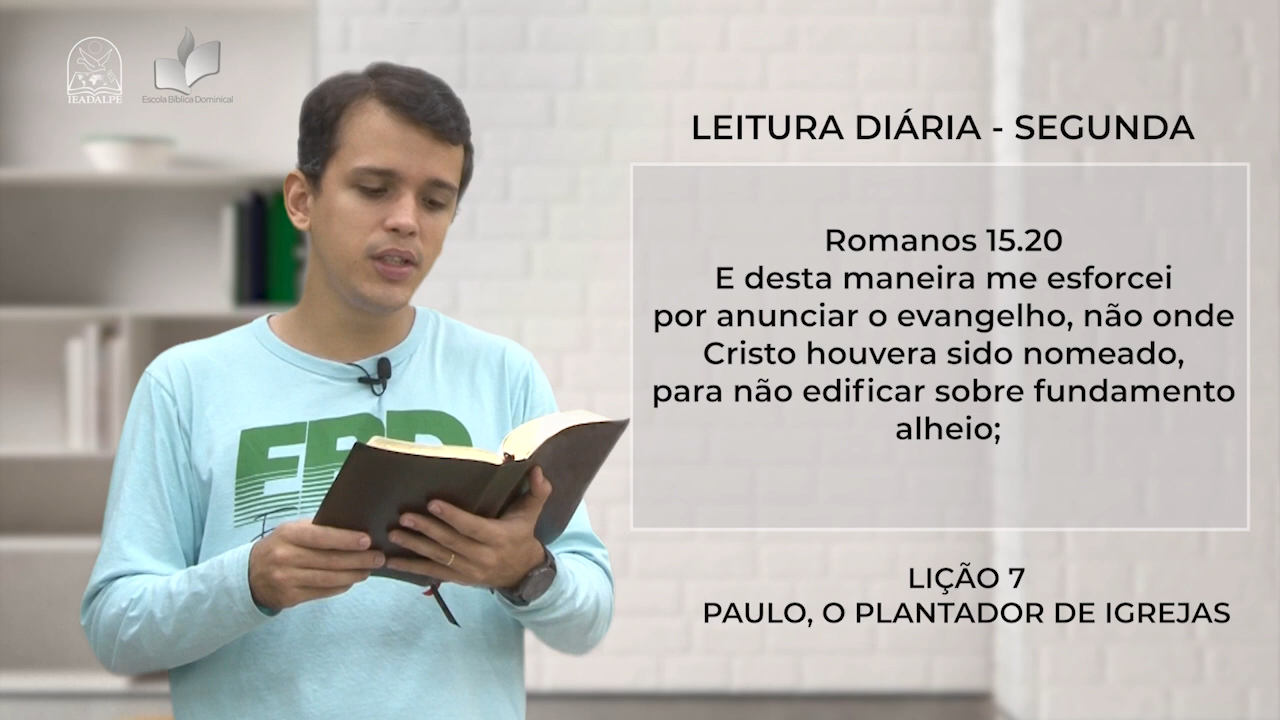 IEADALPE
Escola Bíblica Dominical
LEITURA DIÁRIA - SEGUNDA
Romanos 15.20
E desta maneira me esforcei
por anunciar o evangelho, não onde
Cristo houvera sido nomeado,
para não edificar sobre fundamento
alheio;
EBD
LIÇÃO 7
PAULO, O PLANTADOR DE IGREJAS